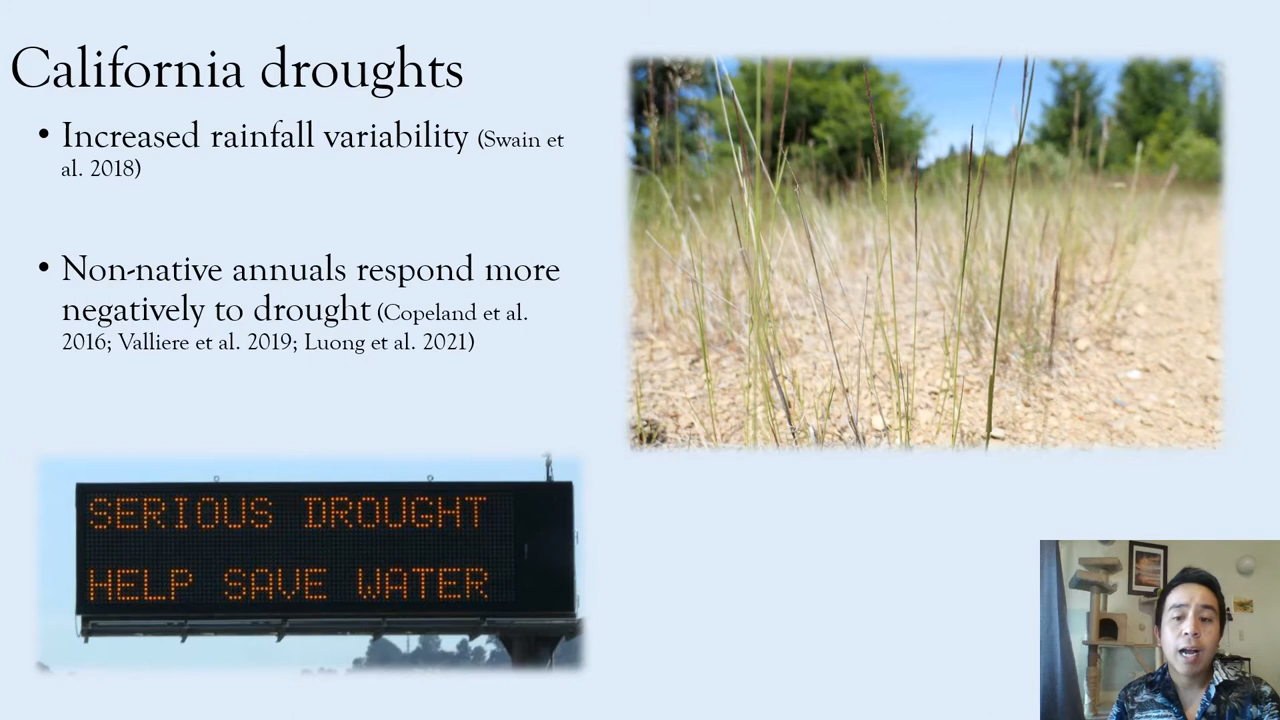 California droughts
• Increased rainfall variability (Swain et
al. 2018)
• Non-native annuals respond more
negatively to drought (Copeland et al.
2016; Valliere et al. 2019; Luong et al. 2021)
SERIOUS DROUGHT
HELP SAVE WATER